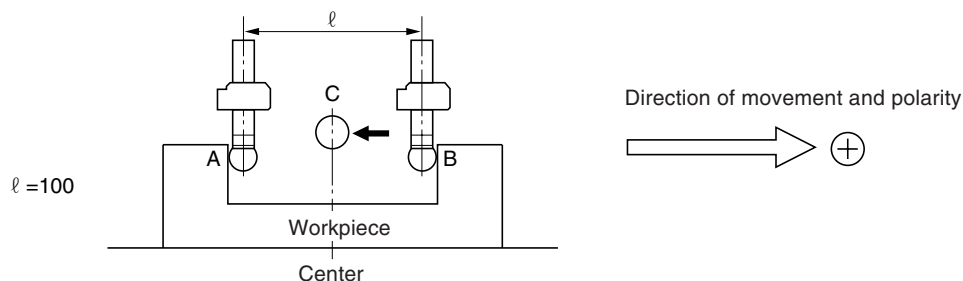 ℓ
C
Direction of movement and polarity
A
B
+
ℓ =100
Workpiece
Center